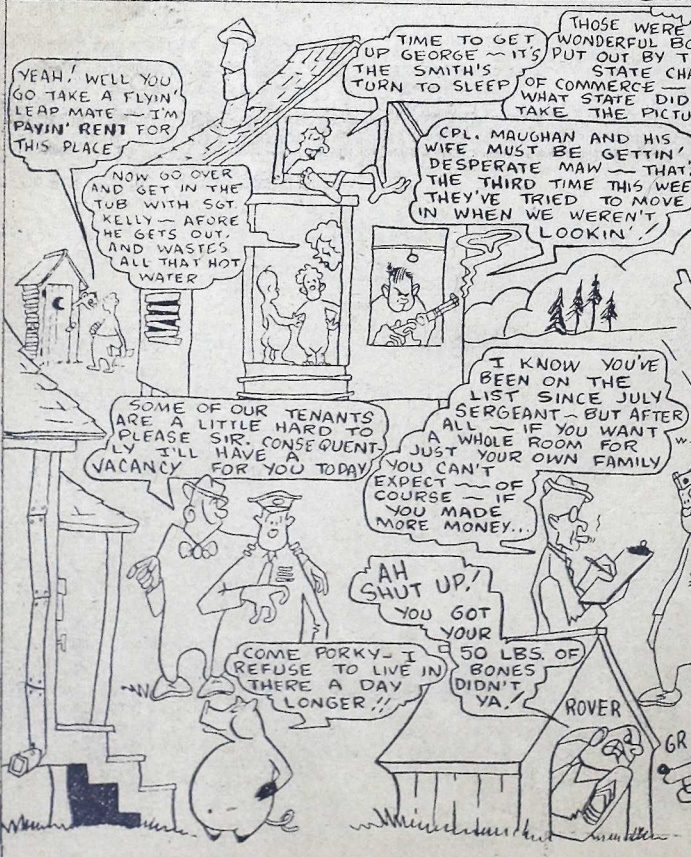 YEAH! WELL YOU
GO TAKE A FLYIN'
LEAP MATE — I'M
PAYIN' RENT FOR
THIS PLACE
TIME TO GET
UP GEORGE — IT'S
THE SMITH'S
TURN TO SLEEP
THOSE WERE
WONDERFUL
PUT OUT BY
STATE
OF COMMERCE —
WHAT STATE DID
TAKE THE
NOW GO OVER
AND GET IN THE
TUB WITH SGT.
KELLY — AFORE
HE GETS OUT.
AND WASTES
ALL THAT HOT
WATER
CPL. MAUGHAN AND HIS
WIFE MUST BE GETTIN'
DESPERATE MAW — THAT'S
THE THIRD TIME THIS WEEK
THEY'VE TRIED TO MOVE
IN WHEN WE WEREN'T
LOOKIN'!!
SOME OF OUR TENANTS
ARE A LITTLE HARD TO
PLEASE SIR. CONSEQUENT-
LY I'LL HAVE A
VACANCY FOR YOU TODAY
I KNOW YOU'VE
BEEN ON THE
LIST SINCE JULY
SERGEANT — BUT AFTER
ALL — IF YOU WANT
A WHOLE ROOM FOR
JUST YOUR OWN FAMILY
YOU CAN'T
EXPECT — OF
COURSE — IF
YOU MADE
MORE MONEY...
AH
SHUT UP!!
YOU GOT
YOUR
50 LBS. OF
BONES
DIDN'T
YA!
COME PORKY — I
REFUSE TO LIVE IN
THERE A DAY
LONGER!!
ROVER
GR